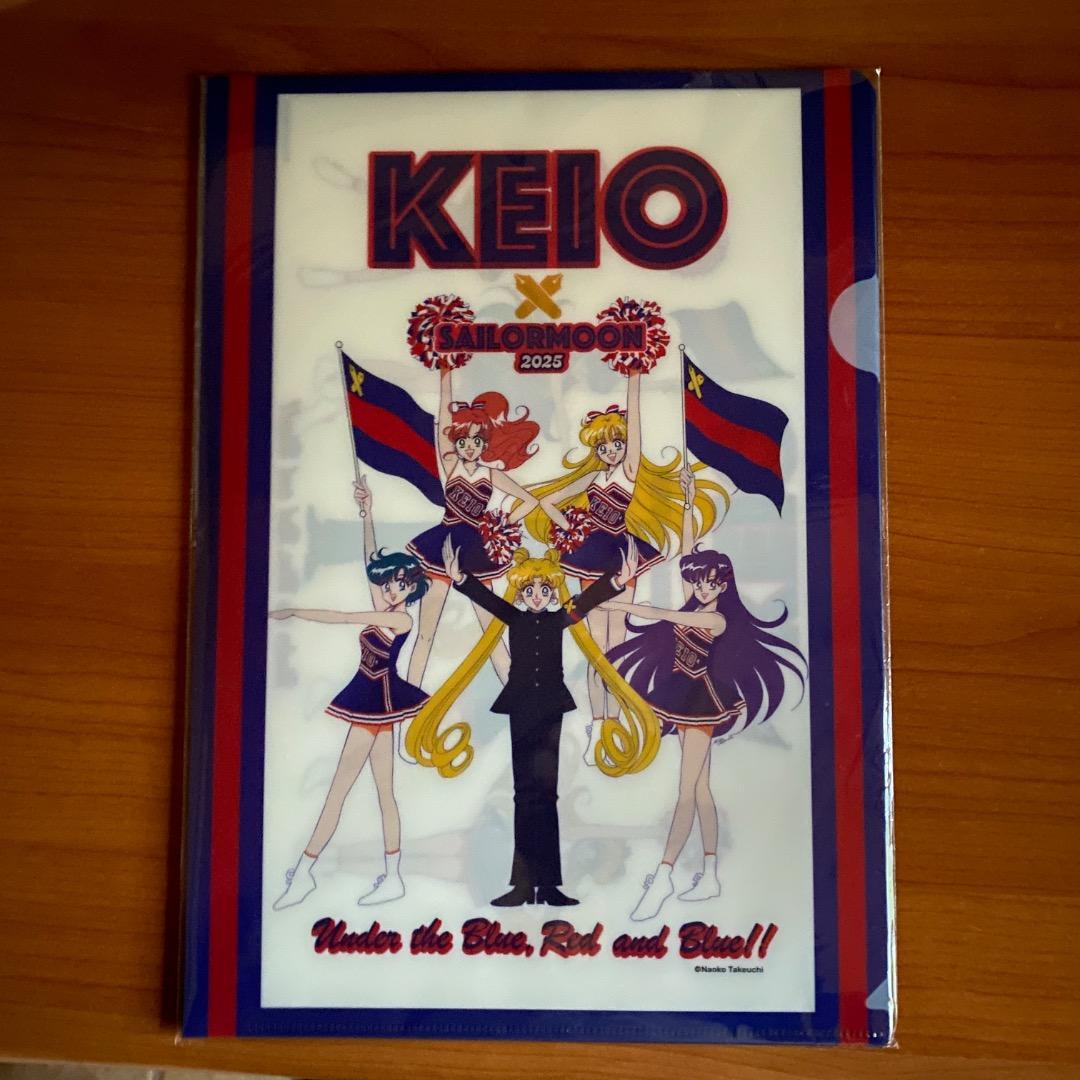 KEIO
SAILORMOON
2025
KEIO
KEIO
KEIO
KEIO
Under the Blue, Red and Blue!!
©Naoko Takeuchi